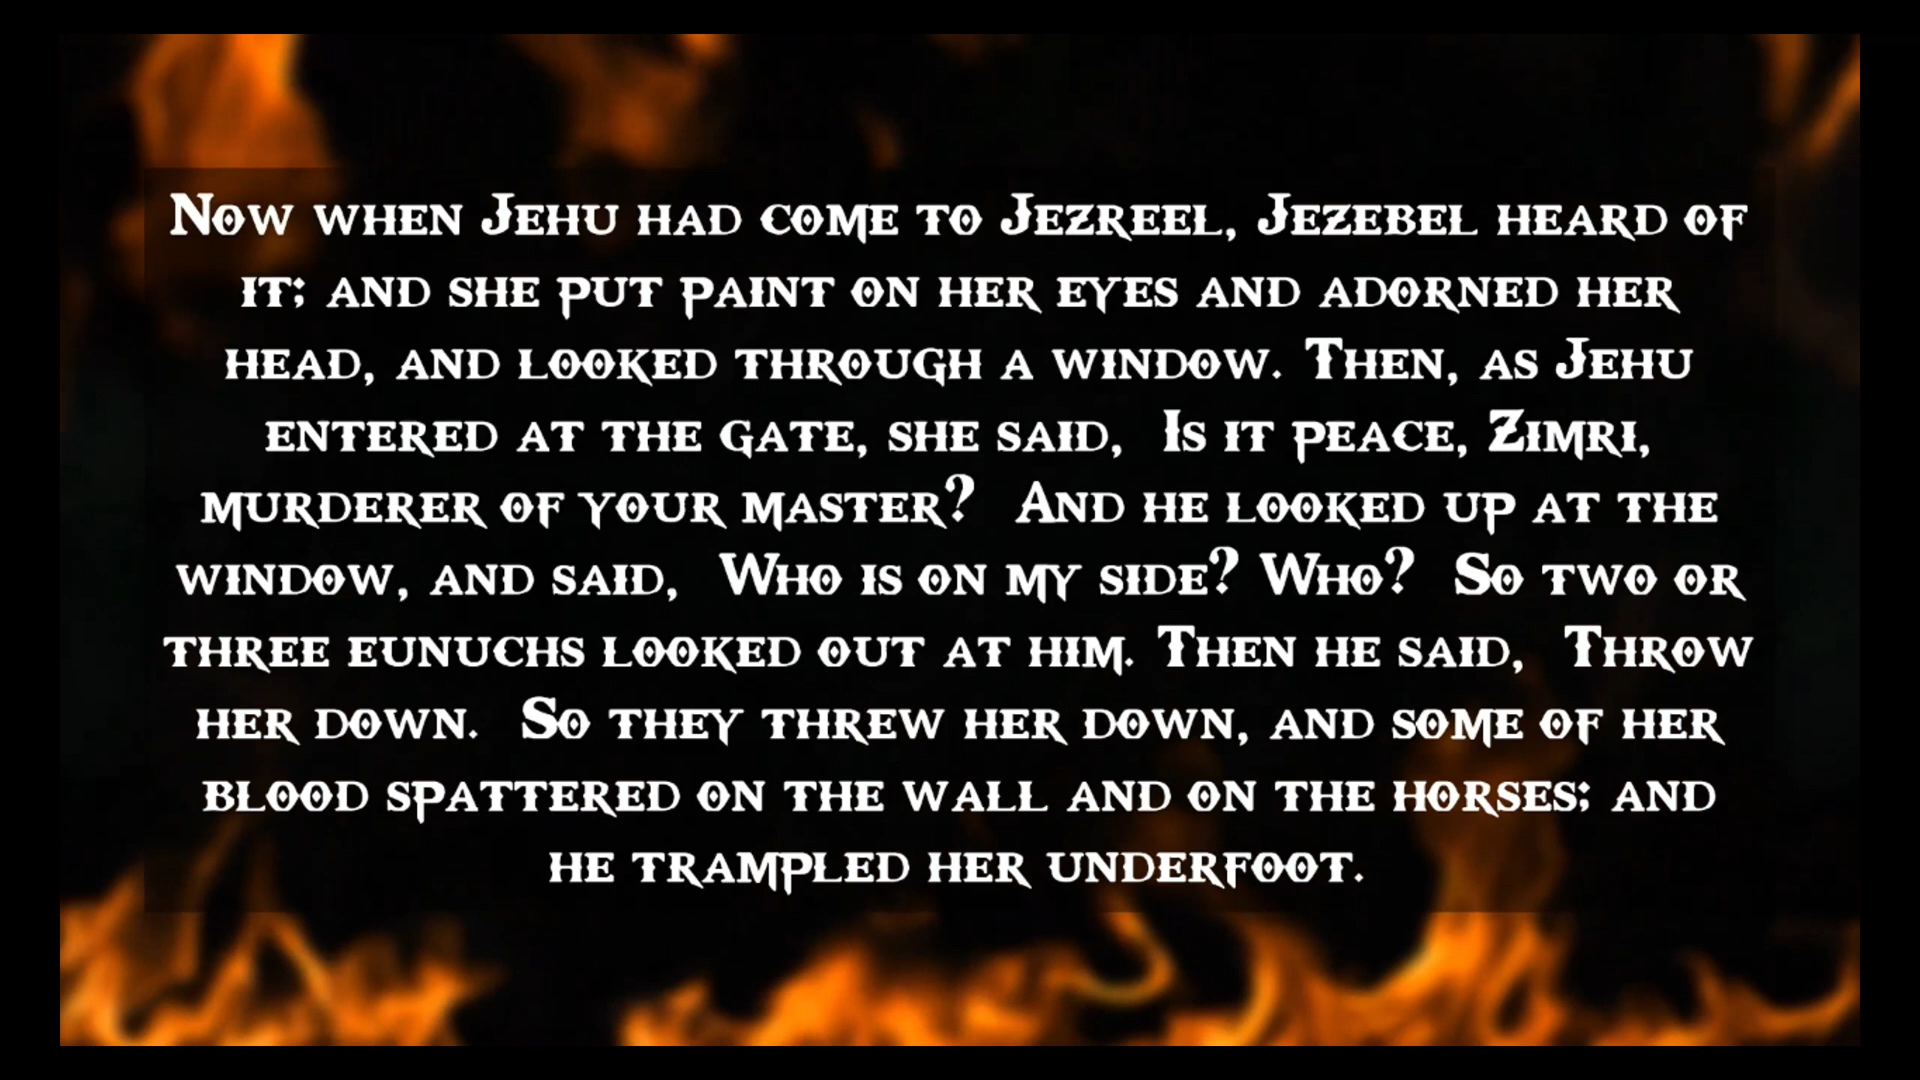 Now when Jehu had come to Jezreel, Jezebel heard of
it; and she put paint on her eyes and adorned her
head, and looked through a window. Then, as Jehu
entered at the gate, she said,  Is it peace, Zimri,
murderer of your master?  And he looked up at the
window, and said,  Who is on my side? Who?  So two or
three eunuchs looked out at him. Then he said,  Throw
her down.  So they threw her down, and some of her
blood spattered on the wall and on the horses; and
he trampled her underfoot.